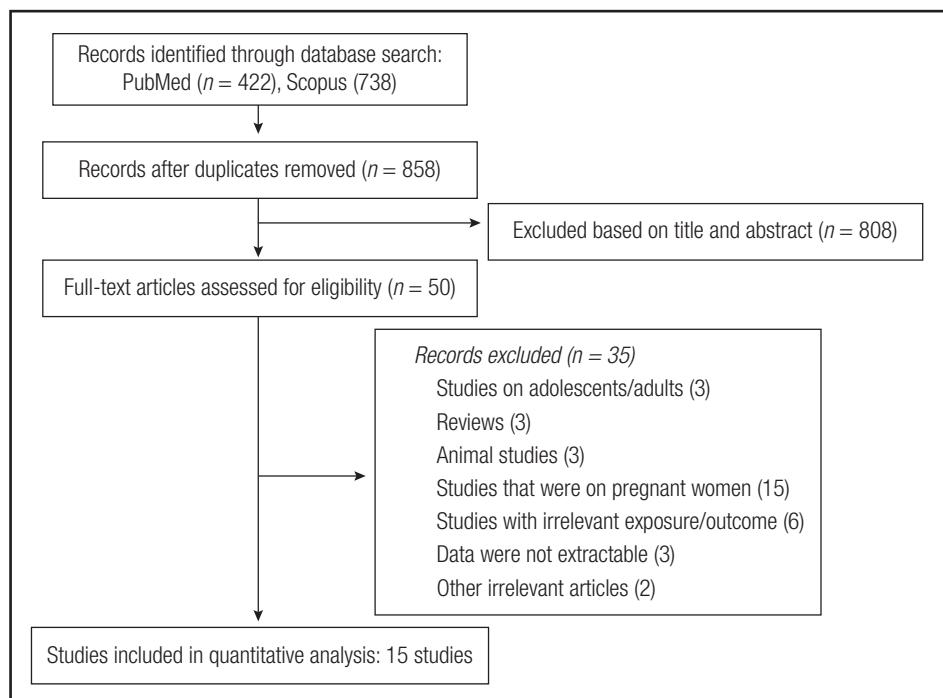 Records identified through database search:
PubMed (n = 422), Scopus (738)
Records after duplicates removed (n = 858)
Excluded based on title and abstract (n = 808)
Full-text articles assessed for eligibility (n = 50)
Records excluded (n = 35)
Studies on adolescents/adults (3)
Reviews (3)
Animal studies (3)
Studies that were on pregnant women (15)
Studies with irrelevant exposure/outcome (6)
Data were not extractable (3)
Other irrelevant articles (2)
Studies included in quantitative analysis: 15 studies